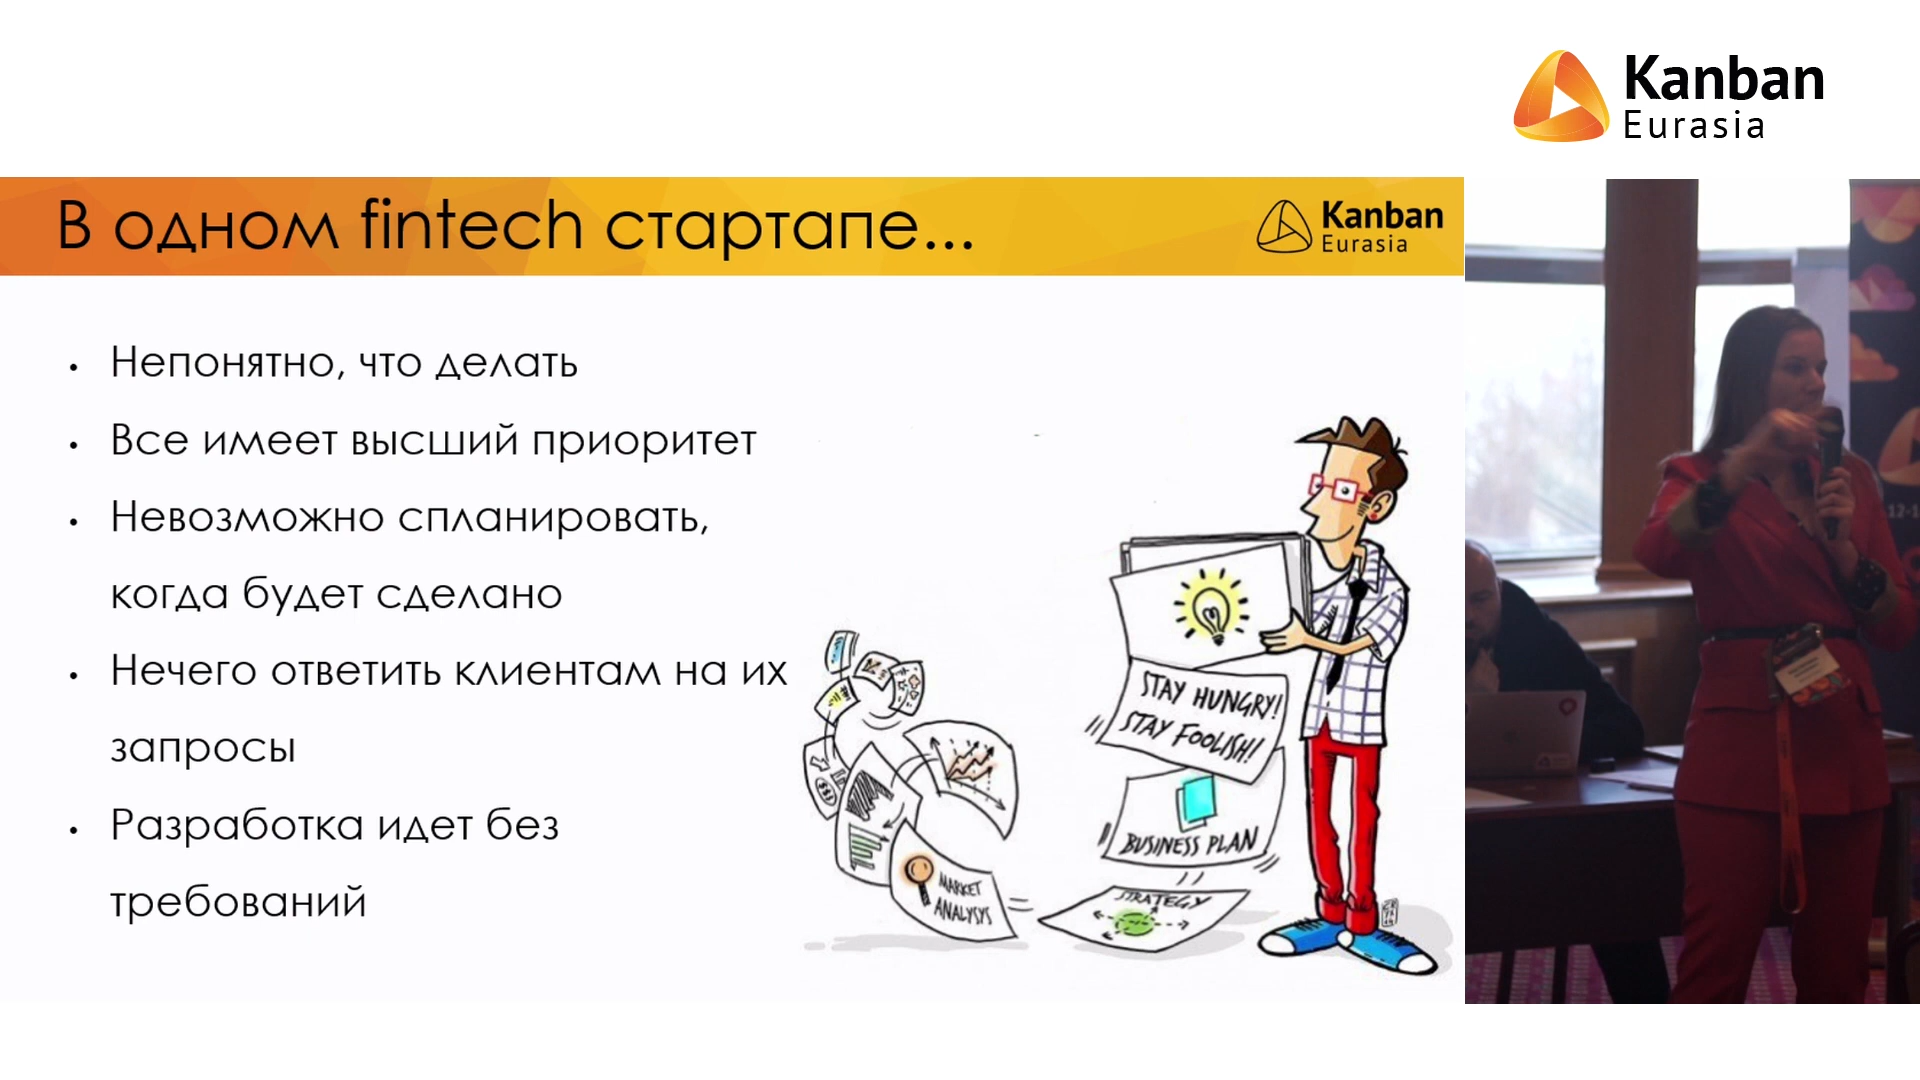 Kanban
Eurasia
В одном fintech стартапе...
Kanban
Eurasia
• Непонятно, что делать
• Все имеет высший приоритет
• Невозможно спланировать,
когда будет сделано
• Нечего ответить клиентам на их
запросы
• Разработка идет без
требований
STAY HUNGRY!
STAY FOOLISH!
BUSINESS PLAN
STRATEGY
MARKET
ANALYSYS
$$$